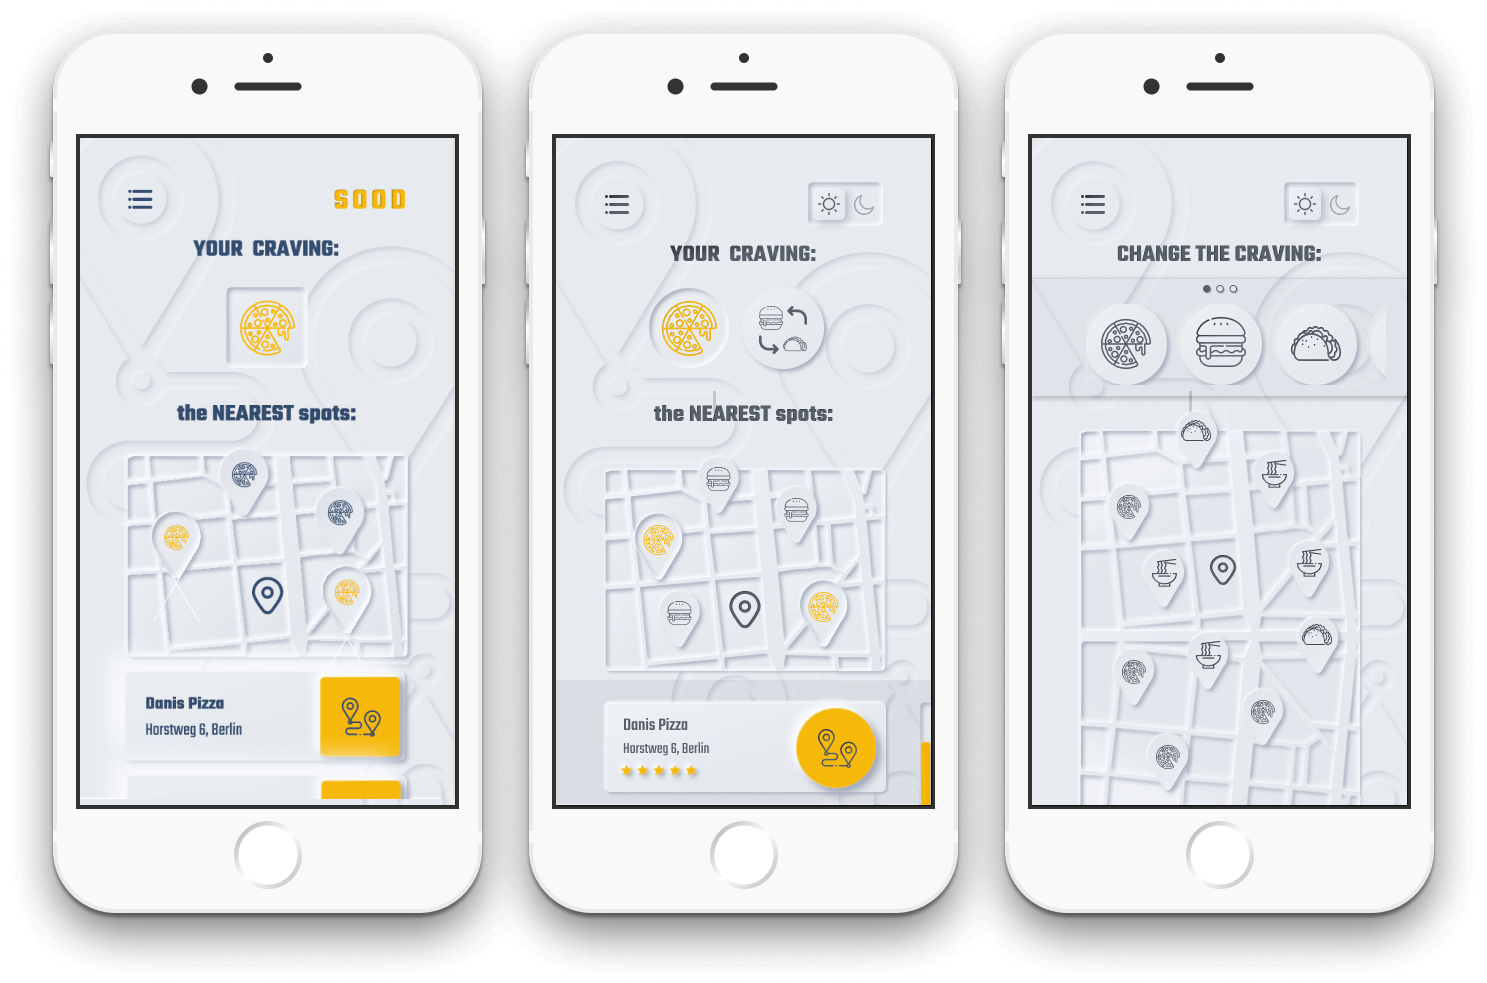 SOOD
YOUR CRAVING:
the NEAREST spots:
Danis Pizza
Horstweg 6, Berlin
YOUR CRAVING:
the NEAREST spots:
Danis Pizza
Horstweg 6, Berlin
CHANGE THE CRAVING: